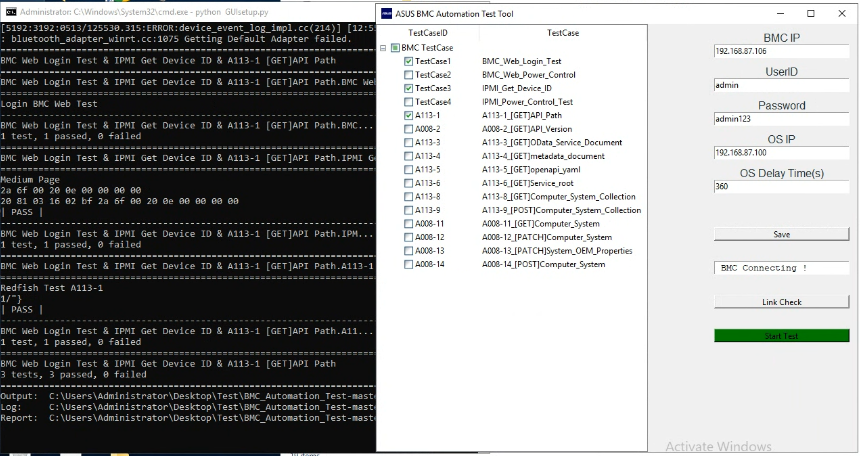 Administrator: C:\Windows\System32\cmd.exe - python GUIsetup.py
[5192:3192:0513/125530.315:ERROR:device_event_log_impl.cc(214)] [12:5
: bluetooth_adapter_winrt.cc:1075 Getting Default Adapter failed.
BMC Web Login Test & IPMI Get Device ID & A113-1 [GET]API Path
BMC Web Login Test & IPMI Get Device ID & A113-1 [GET]API Path.BMC We
Login BMC Web Test
BMC Web Login Test & IPMI Get Device ID & A113-1 [GET]API Path.BMC...
1 test, 1 passed, 0 failed
BMC Web Login Test & IPMI Get Device ID & A113-1 [GET]API Path.IPMI G
Medium Page
2a 6f 00 20 0e 00 00 00 00
20 81 03 16 02 bf 2a 6f 00 20 0e 00 00 00 00
| PASS |
BMC Web Login Test & IPMI Get Device ID & A113-1 [GET]API Path.IPM...
1 test, 1 passed, 0 failed
BMC Web Login Test & IPMI Get Device ID & A113-1 [GET]API Path.A113-1
Redfish Test A113-1
1/"}
| PASS |
BMC Web Login Test & IPMI Get Device ID & A113-1 [GET]API Path.A11...
1 test, 1 passed, 0 failed
BMC Web Login Test & IPMI Get Device ID & A113-1 [GET]API Path
3 tests, 3 passed, 0 failed
Output: C:\Users\Administrator\Desktop\Test\BMC_Automation_Test-mast
Log: C:\Users\Administrator\Desktop\Test\BMC_Automation_Test-mast
Report: C:\Users\Administrator\Desktop\Test\BMC_Automation_Test-mast
ASUS BMC Automation Test Tool
TestCaseID TestCase
BMC TestCase
TestCase1 BMC_Web_Login_Test
TestCase2 BMC_Web_Power_Control
TestCase3 IPMI_Get_Device_ID
TestCase4 IPMI_Power_Control_Test
A113-1 A113-1_[GET]API_Path
A008-2 A008-2_[GET]API_Version
A113-3 A113-3_[GET]OData_Service_Document
A113-4 A113-4_[GET]metadata_document
A113-5 A113-5_[GET]openapi_yaml
A113-6 A113-6_[GET]Service_root
A113-8 A113-8_[GET]Computer_System_Collection
A113-9 A113-9_[POST]Computer_System_Collection
A008-11 A008-11_[GET]Computer_System
A008-12 A008-12_[PATCH]Computer_System
A008-13 A008-13_[PATCH]System_OEM_Properties
A008-14 A008-14_[POST]Computer_System
BMC IP
192.168.87.106
UserID
admin
Password
admin123
OS IP
192.168.87.100
OS Delay Time(s)
360
Save
BMC Connecting !
Link Check
Start Test
Activate Windows